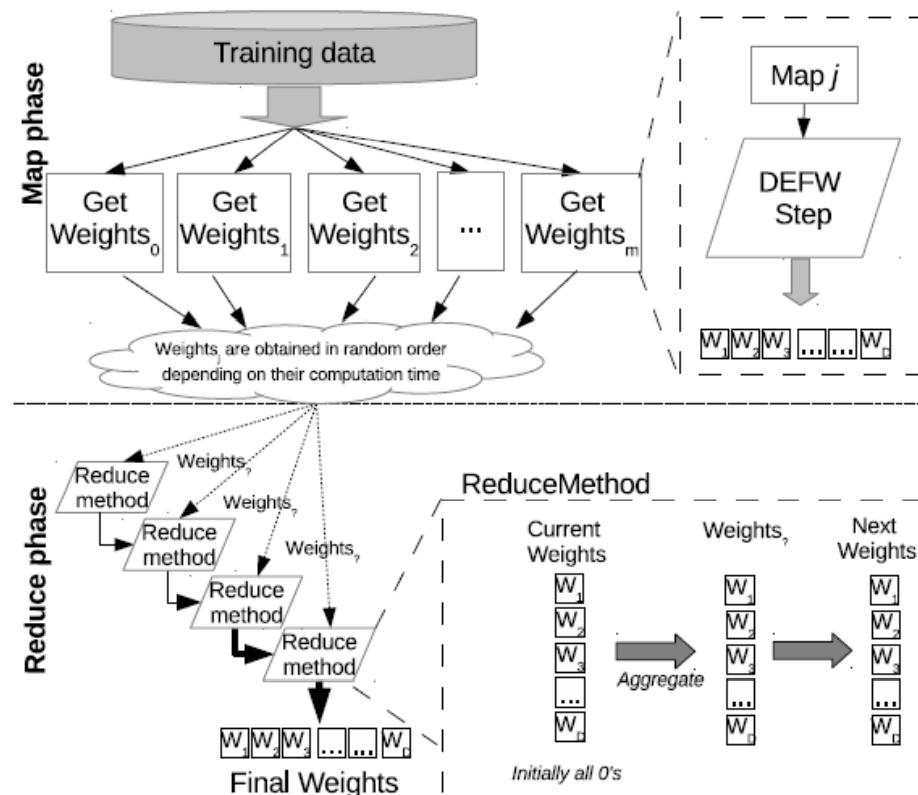 Map phase
Training data
Get
Weights0
Get
Weights1
Get
Weights2
...
Get
Weightsm
Weightsj are obtained in random order
depending on their computation time
Map j
DEFW
Step
W1 W2 W3 ... ... WD
Reduce phase
Reduce
method
Weights?
Reduce
method
Weights?
Reduce
method
Weights?
Reduce
method
W1 W2 W3 ... ... WD
Final Weights
ReduceMethod
Current
Weights
W1
W2
W3
...
WD
Initially all 0's
Aggregate
Weights?
W1
W2
W3
...
WD
Next
Weights
W1
W2
W3
...
WD